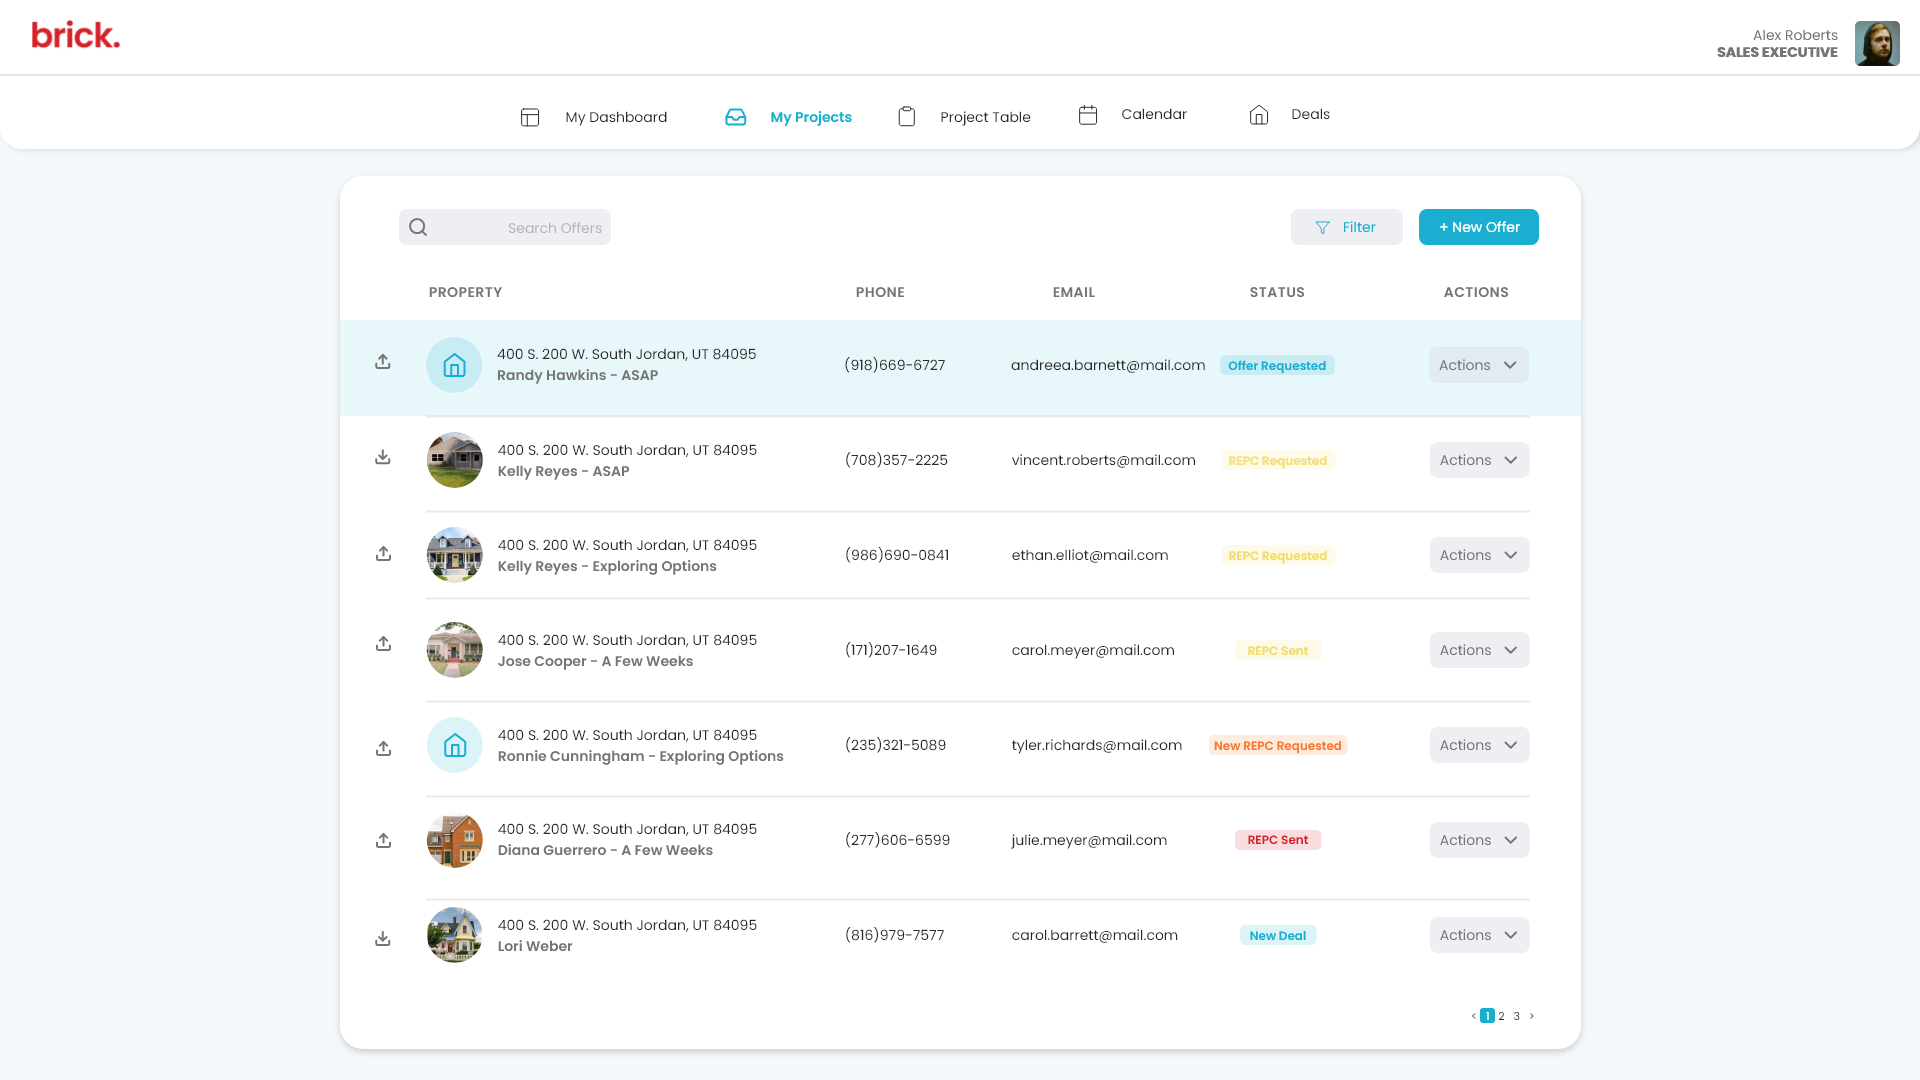 brick.
Alex Roberts
SALES EXECUTIVE
My Dashboard
My Projects
Project Table
Calendar
Deals
Search Offers
Filter
+ New Offer
PROPERTY PHONE EMAIL STATUS ACTIONS
400 S. 200 W. South Jordan, UT 84095
Randy Hawkins - ASAP
(918)669-6727
andreea.barnett@mail.com
Offer Requested
Actions
400 S. 200 W. South Jordan, UT 84095
Kelly Reyes - ASAP
(708)357-2225
vincent.roberts@mail.com
REPC Requested
Actions
400 S. 200 W. South Jordan, UT 84095
Kelly Reyes - Exploring Options
(986)690-0841
ethan.elliot@mail.com
REPC Requested
Actions
400 S. 200 W. South Jordan, UT 84095
Jose Cooper - A Few Weeks
(171)207-1649
carol.meyer@mail.com
REPC Sent
Actions
400 S. 200 W. South Jordan, UT 84095
Ronnie Cunningham - Exploring Options
(235)321-5089
tyler.richards@mail.com
New REPC Requested
Actions
400 S. 200 W. South Jordan, UT 84095
Diana Guerrero - A Few Weeks
(277)606-6599
julie.meyer@mail.com
REPC Sent
Actions
400 S. 200 W. South Jordan, UT 84095
Lori Weber
(816)979-7577
carol.barrett@mail.com
New Deal
Actions
< 1 2 3 >